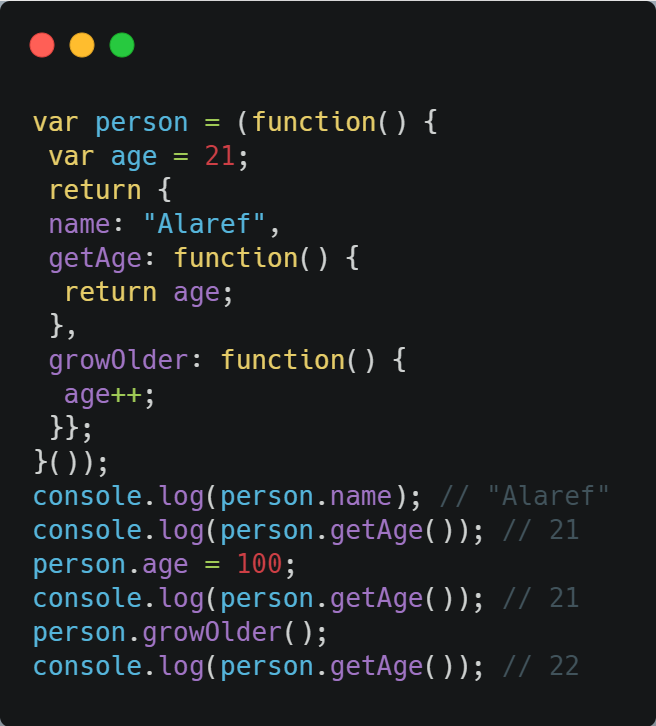 var person = (function() {
 var age = 21;
 return {
 name: "Alaref",
 getAge: function() {
  return age;
 },
 growOlder: function() {
  age++;
 }};
}());
console.log(person.name); // "Alaref"
console.log(person.getAge()); // 21
person.age = 100;
console.log(person.getAge()); // 21
person.growOlder();
console.log(person.getAge()); // 22